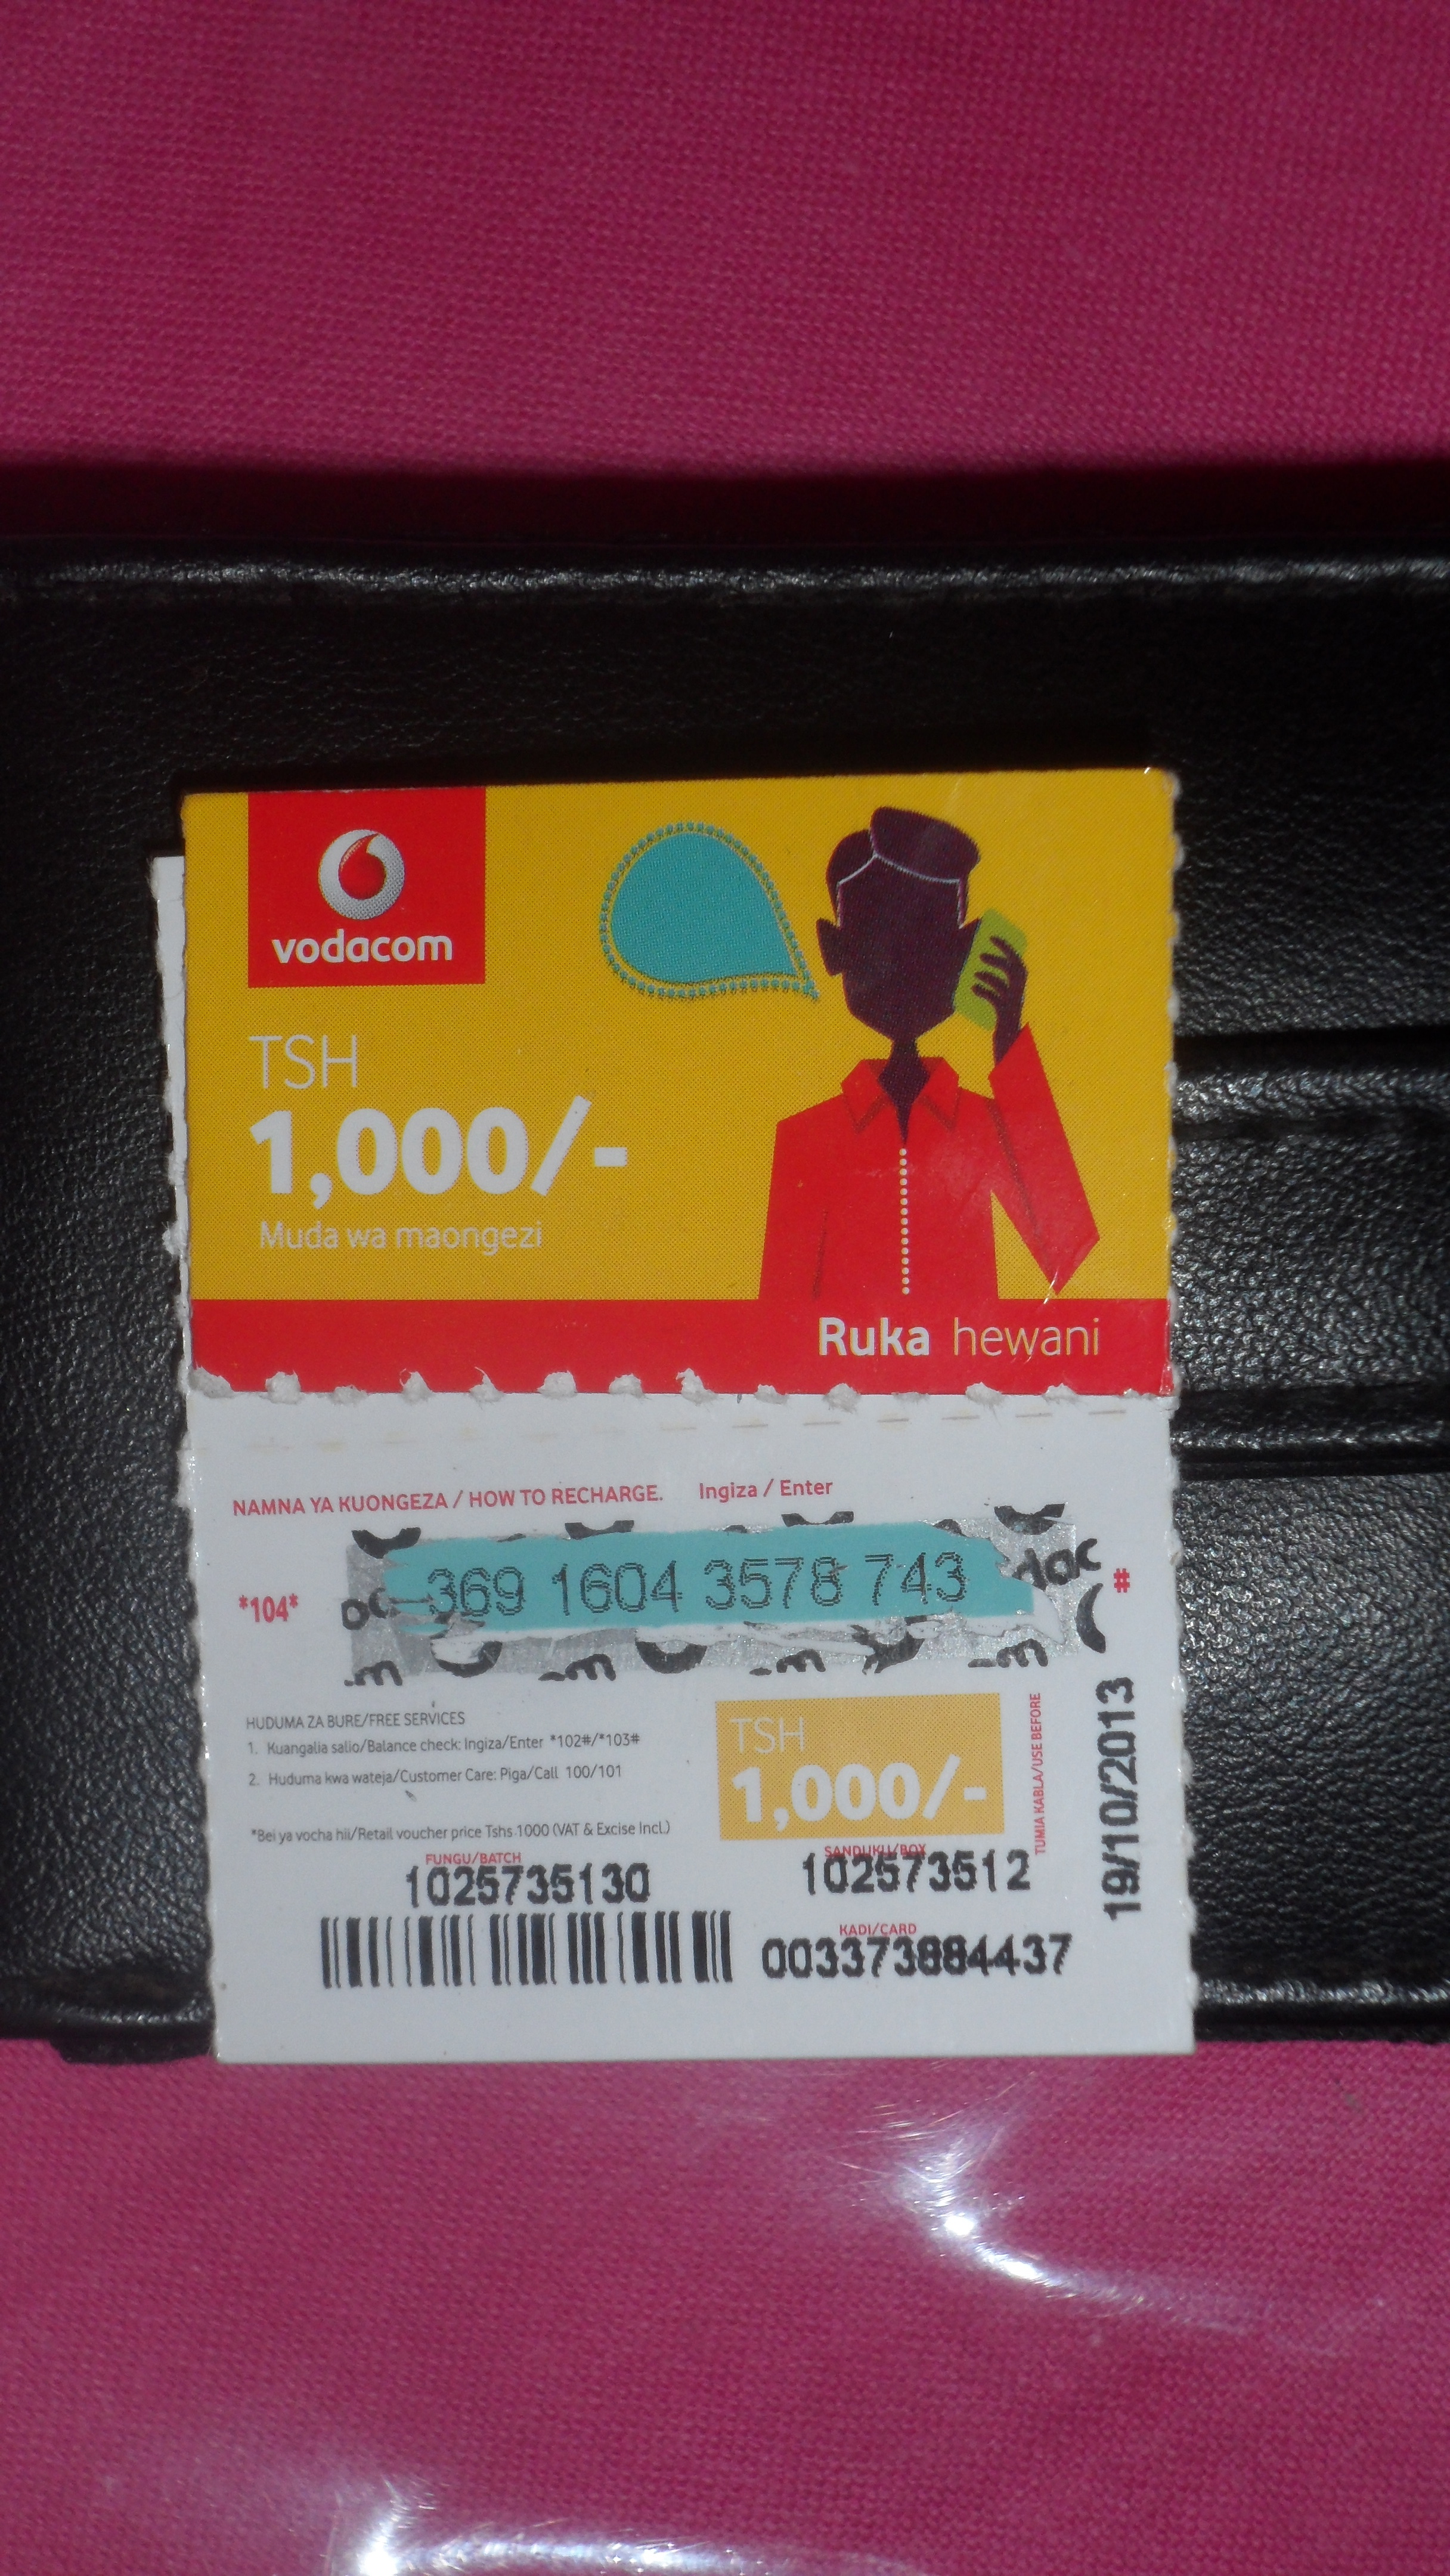 vodacom
TSH
1,000/-
Muda wa maongezi
Ruka hewani
NAMNA YA KUONGEZA / HOW TO RECHARGE. Ingiza / Enter
*104* 369 1604 3578 743 #
HUDUMA ZA BURE/FREE SERVICES
1. Kuangalia salio/Balance check: Ingiza/Enter *102#/*103#
2. Huduma kwa wateja/Customer Care: Piga/Call 100/101
*Bei ya vocha hii/Retail voucher price Tshs.1000 (VAT & Excise Incl.)
TSH
1,000/-
TUMIA KABLA/USE BEFORE
19/10/2013
FUNGU/BATCH
1025735130
SANDUKU/BOX
102573512
KADI/CARD
003373884437